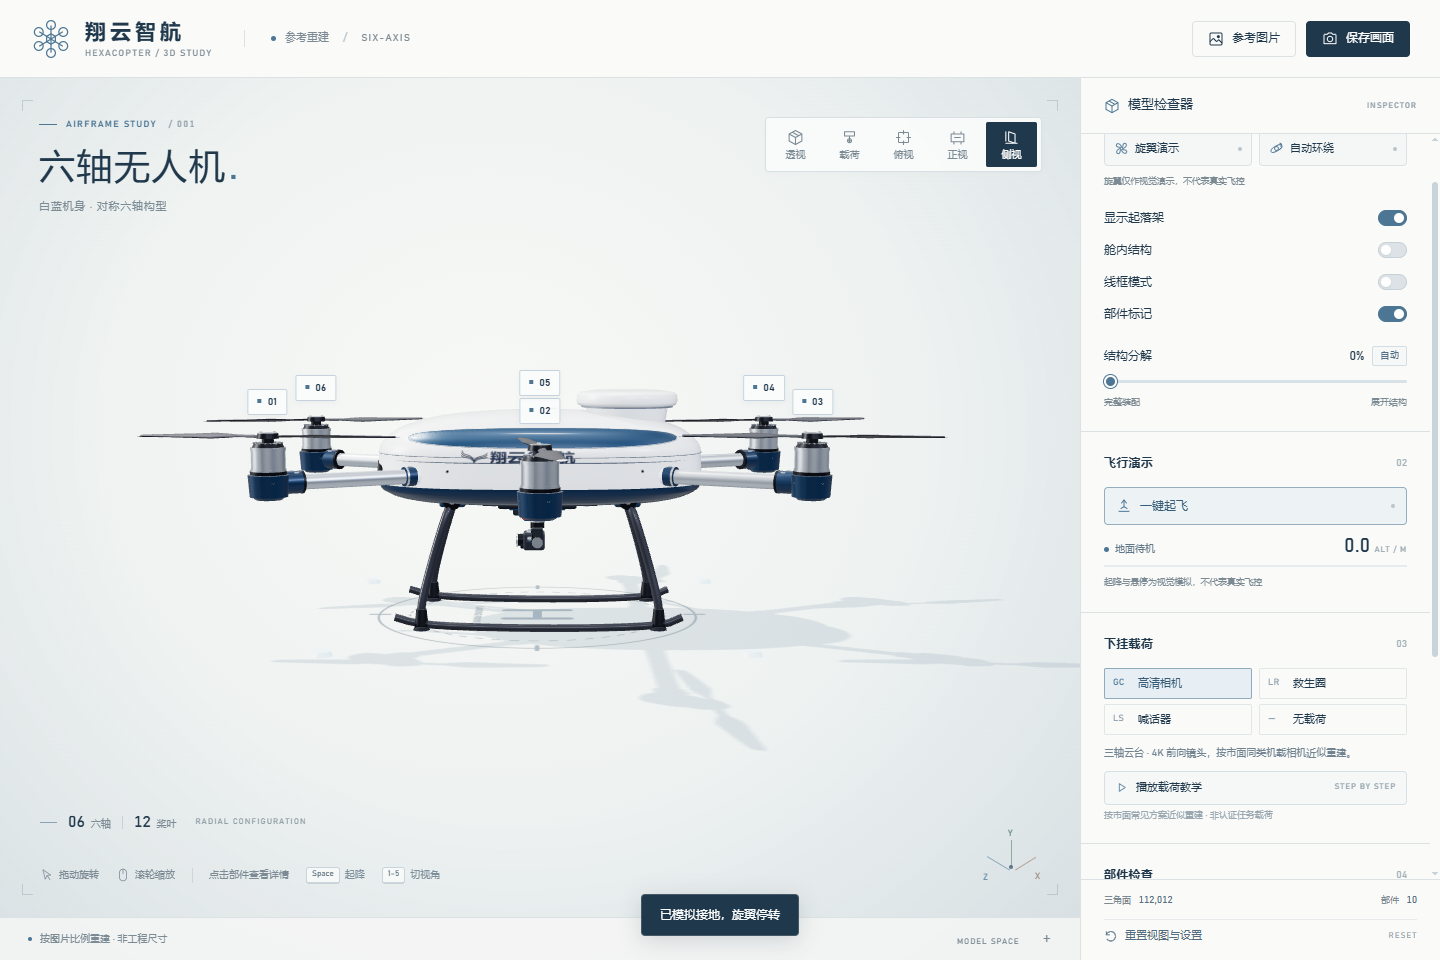 翔云智航
HEXACOPTER / 3D STUDY
参考重建 / SIX-AXIS
参考图片
保存画面
AIRFRAME STUDY / 001
六轴无人机.
白蓝机身 · 对称六轴构型
透视
载荷
俯视
正视
侧视
01
06
05
02
04
03
翔云 航
06 六轴
12 桨叶
RADIAL CONFIGURATION
拖动旋转
滚轮缩放
点击部件查看详情
Space 起降
1-5 切视角
Y
Z
X
按图片比例重建 · 非工程尺寸
已模拟接地，旋翼停转
MODEL SPACE +
模型检查器
INSPECTOR
旋翼演示
自动环绕
旋翼仅作视觉演示，不代表真实飞控
显示起落架
舱内结构
线框模式
部件标记
结构分解 0% 自动
完整装配 展开结构
飞行演示 02
一键起飞
地面待机 0.0 ALT / M
起降与悬停为视觉模拟，不代表真实飞控
下挂载荷 03
GC 高清相机
LR 救生圈
LS 喊话器
— 无载荷
三轴云台 · 4K 前向镜头，按市面同类机载相机近似重建。
播放载荷教学 STEP BY STEP
按市面常见方案近似重建 · 非认证任务载荷
部件检查 04
三角面 112,012
部件 10
重置视图与设置 RESET